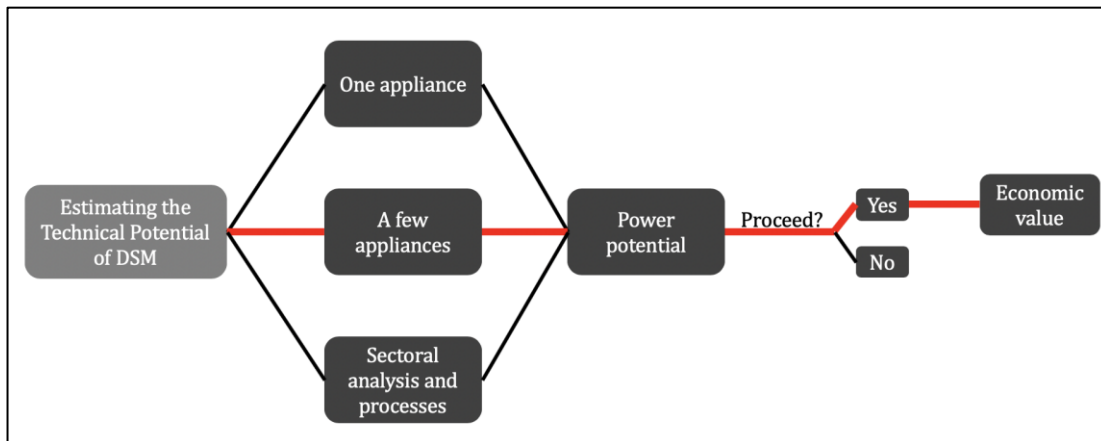 One appliance
Estimating the
Technical Potential
of DSM
A few
appliances
Power
potential
Proceed?
Yes
No
Economic
value
Sectoral
analysis and
processes